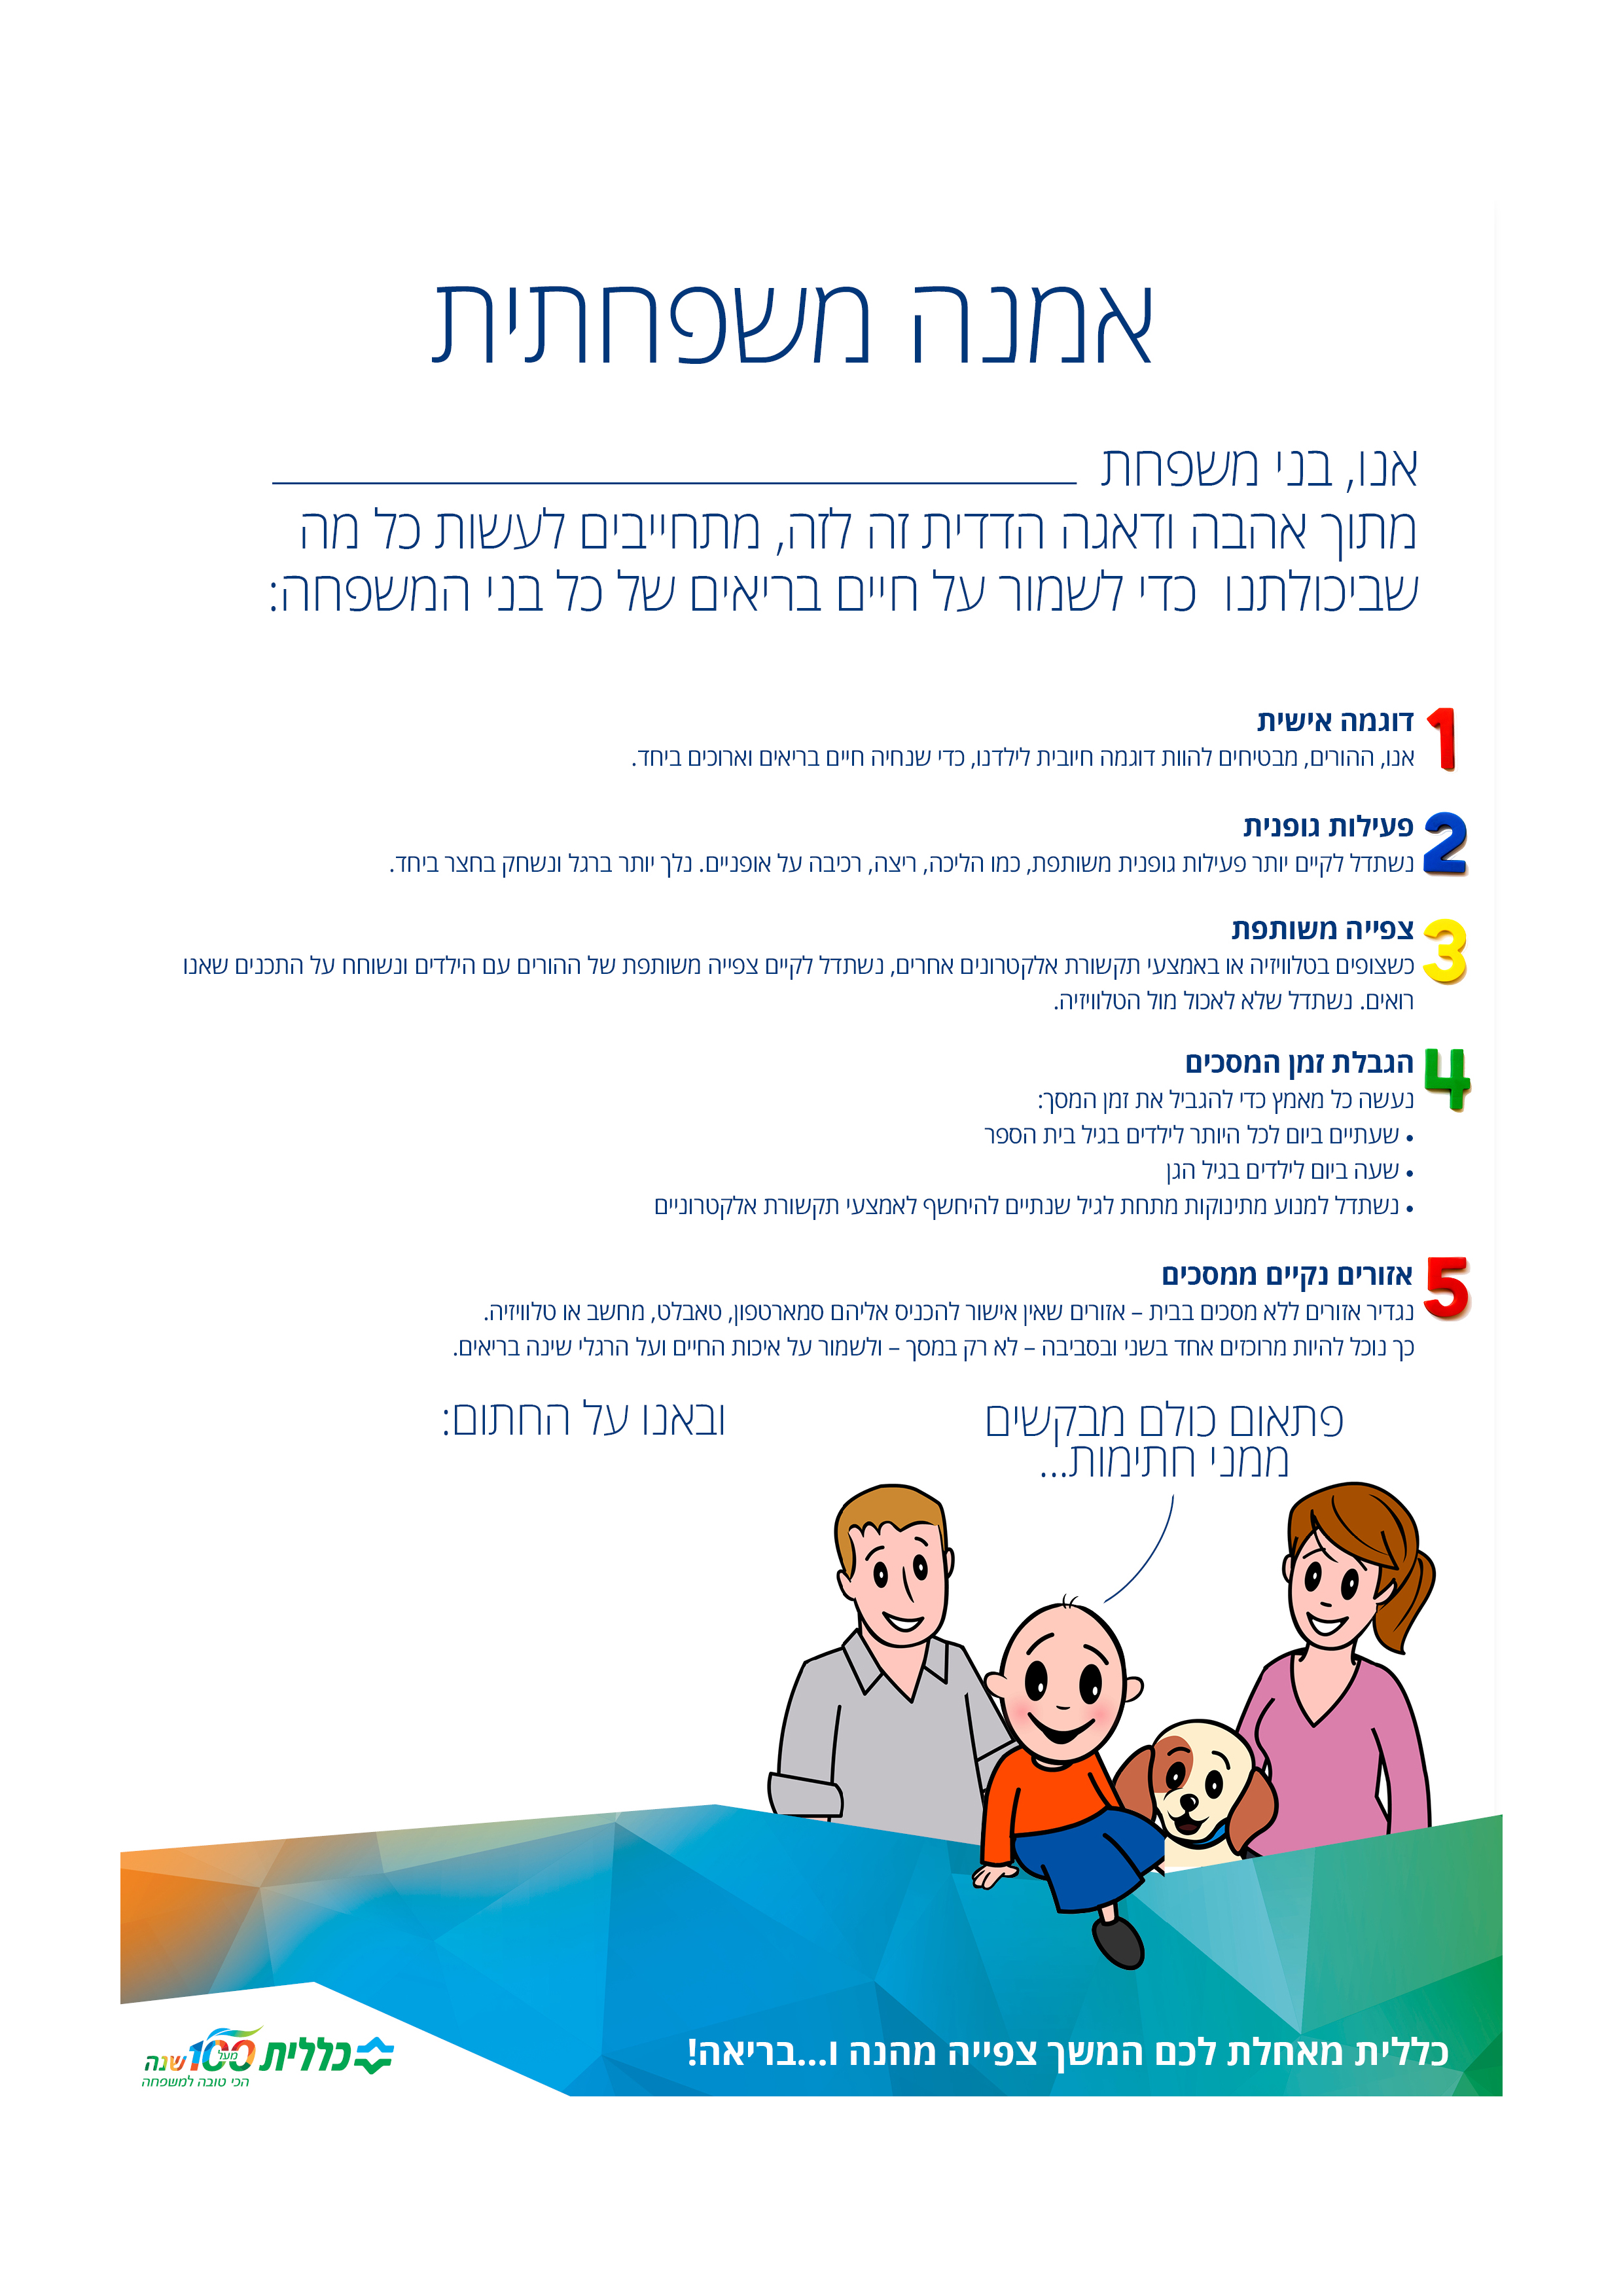 אמנה משפחתית
אנו, בני משפחת
מתוך אהבה ודאגה הדדית זה לזה, מתחייבים לעשות כל מה
שביכולתנו כדי לשמור על חיים בריאים של כל בני המשפחה:
1 דוגמה אישית
אנו, ההורים, מבטיחים להוות דוגמה חיובית לילדנו, כדי שנחיה חיים בריאים וארוכים ביחד.
2 פעילות גופנית
נשתדל לקיים יותר פעילות גופנית משותפת, כמו הליכה, ריצה, רכיבה על אופניים. נלך יותר ברגל ונשחק בחצר ביחד.
3 צפייה משותפת
כשצופים בטלוויזיה או באמצעי תקשורת אלקטרונים אחרים, נשתדל לקיים צפייה משותפת של ההורים עם הילדים ונשוחח על התכנים שאנו
רואים. נשתדל שלא לאכול מול הטלוויזיה.
4 הגבלת זמן המסכים
נעשה כל מאמץ כדי להגביל את זמן המסך:
• שעתיים ביום לכל היותר לילדים בגיל בית הספר
• שעה ביום לילדים בגיל הגן
• נשתדל למנוע מתינוקות מתחת לגיל שנתיים להיחשף לאמצעי תקשורת אלקטרוניים
5 אזורים נקיים ממסכים
נגדיר אזורים ללא מסכים בבית – אזורים שאין אישור להכניס אליהם סמארטפון, טאבלט, מחשב או טלוויזיה.
כך נוכל להיות מרוכזים אחד בשני ובסביבה – לא רק במסך – ולשמור על איכות החיים ועל הרגלי שינה בריאים.
פתאום כולם מבקשים
ממני חתימות...
ובאנו על החתום:
כללית מאחלת לכם המשך צפייה מהנה ו...בריאה!
כללית מעל 100 שנה
הכי טובה למשפחה